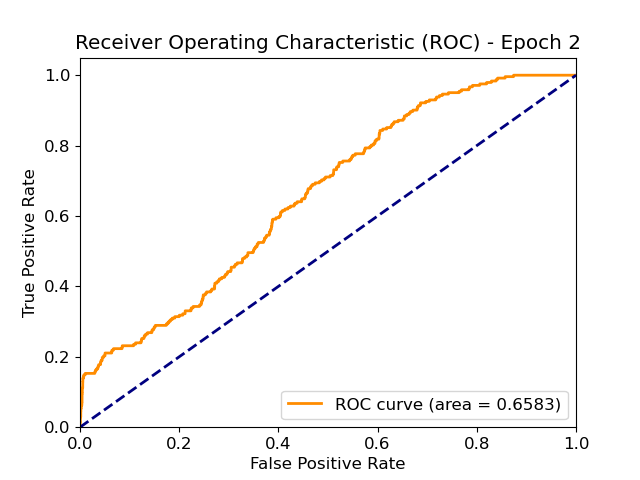 Receiver Operating Characteristic (ROC) - Epoch 2
True Positive Rate
1.0
0.8
0.6
0.4
0.2
0.0
ROC curve (area = 0.6583)
0.0 0.2 0.4 0.6 0.8 1.0
False Positive Rate